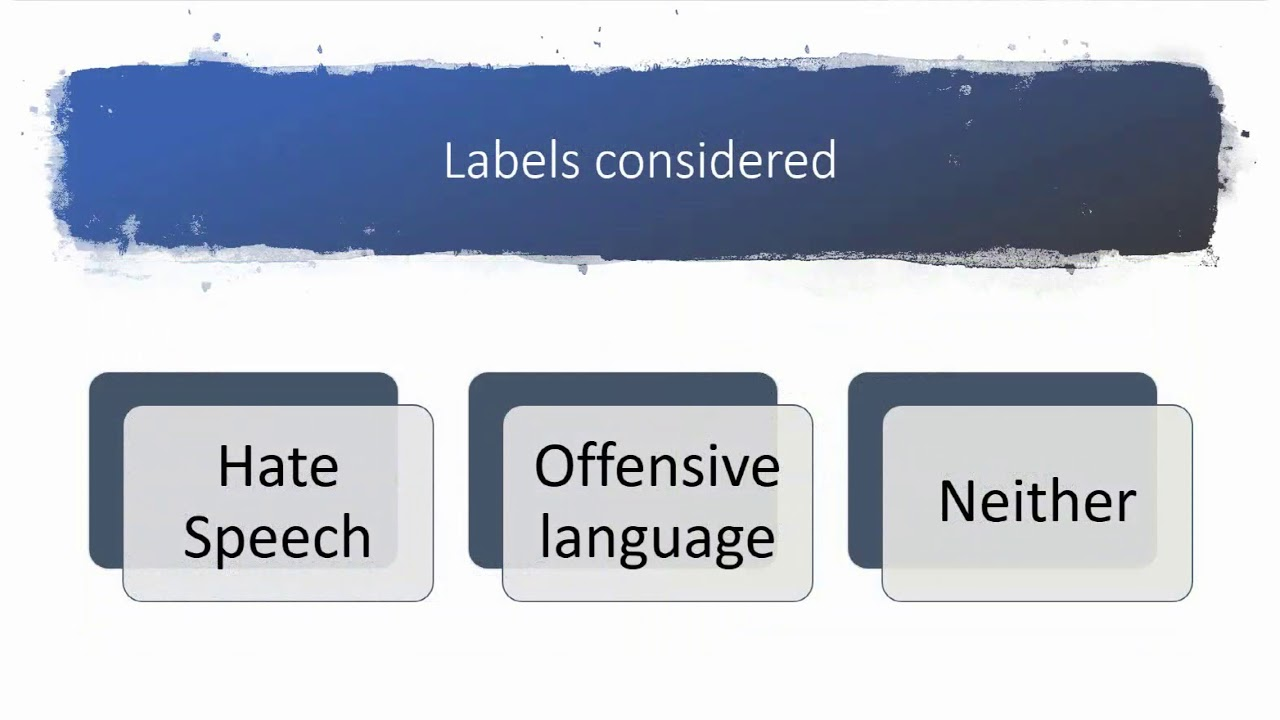 Labels considered
Hate
Speech
Offensive
language
Neither